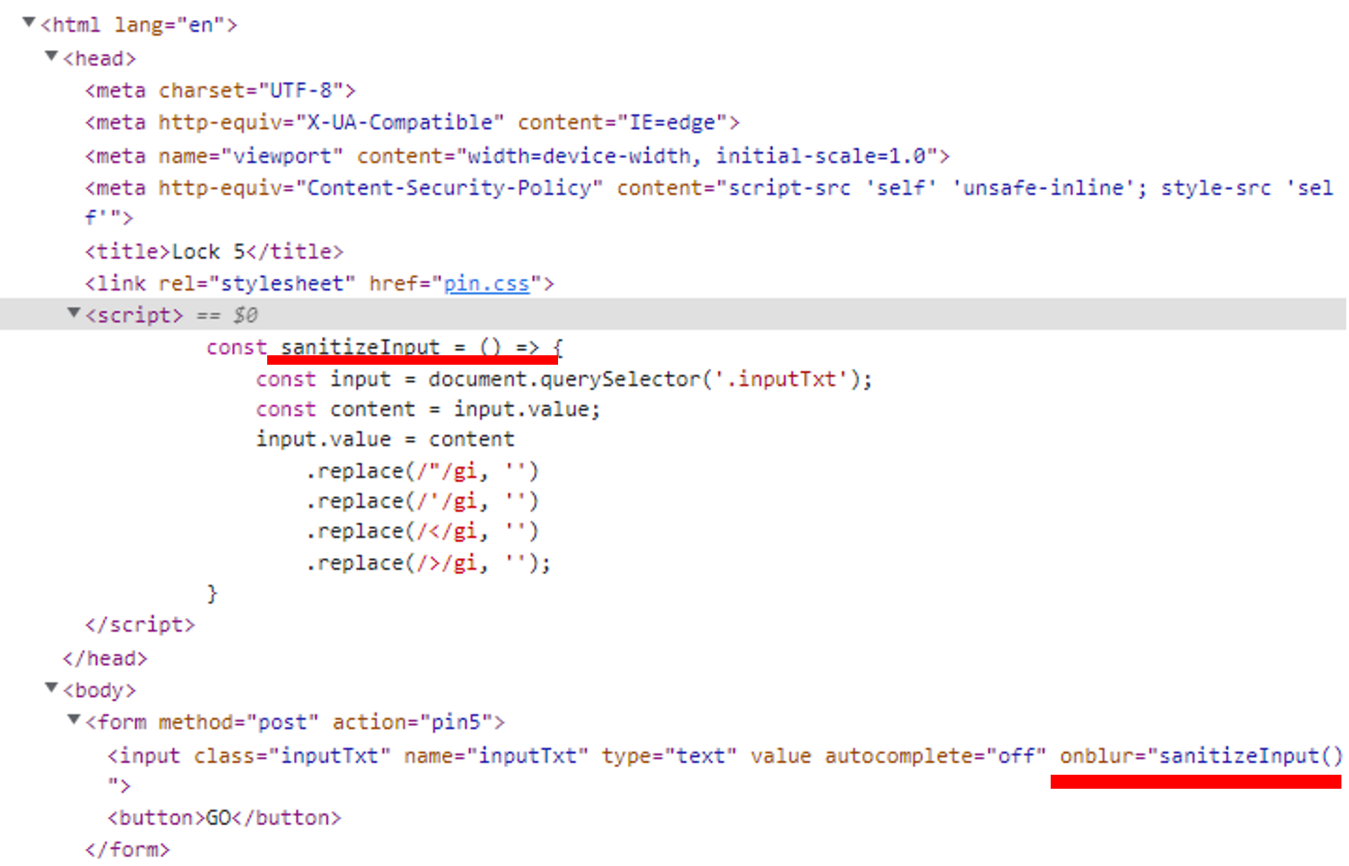 <html lang="en">
<head>
<meta charset="UTF-8">
<meta http-equiv="X-UA-Compatible" content="IE=edge">
<meta name="viewport" content="width=device-width, initial-scale=1.0">
<meta http-equiv="Content-Security-Policy" content="script-src 'self' 'unsafe-inline'; style-src 'sel
f'">
<title>Lock 5</title>
<link rel="stylesheet" href="pin.css">
<script> == $0
const sanitizeInput = () => {
const input = document.querySelector('.inputTxt');
const content = input.value;
input.value = content
.replace(/"/gi, '')
.replace(/'/gi, '')
.replace(/</gi, '')
.replace(/>/gi, '');
}
</script>
</head>
<body>
<form method="post" action="pin5">
<input class="inputTxt" name="inputTxt" type="text" value autocomplete="off" onblur="sanitizeInput()
">
<button>GO</button>
</form>